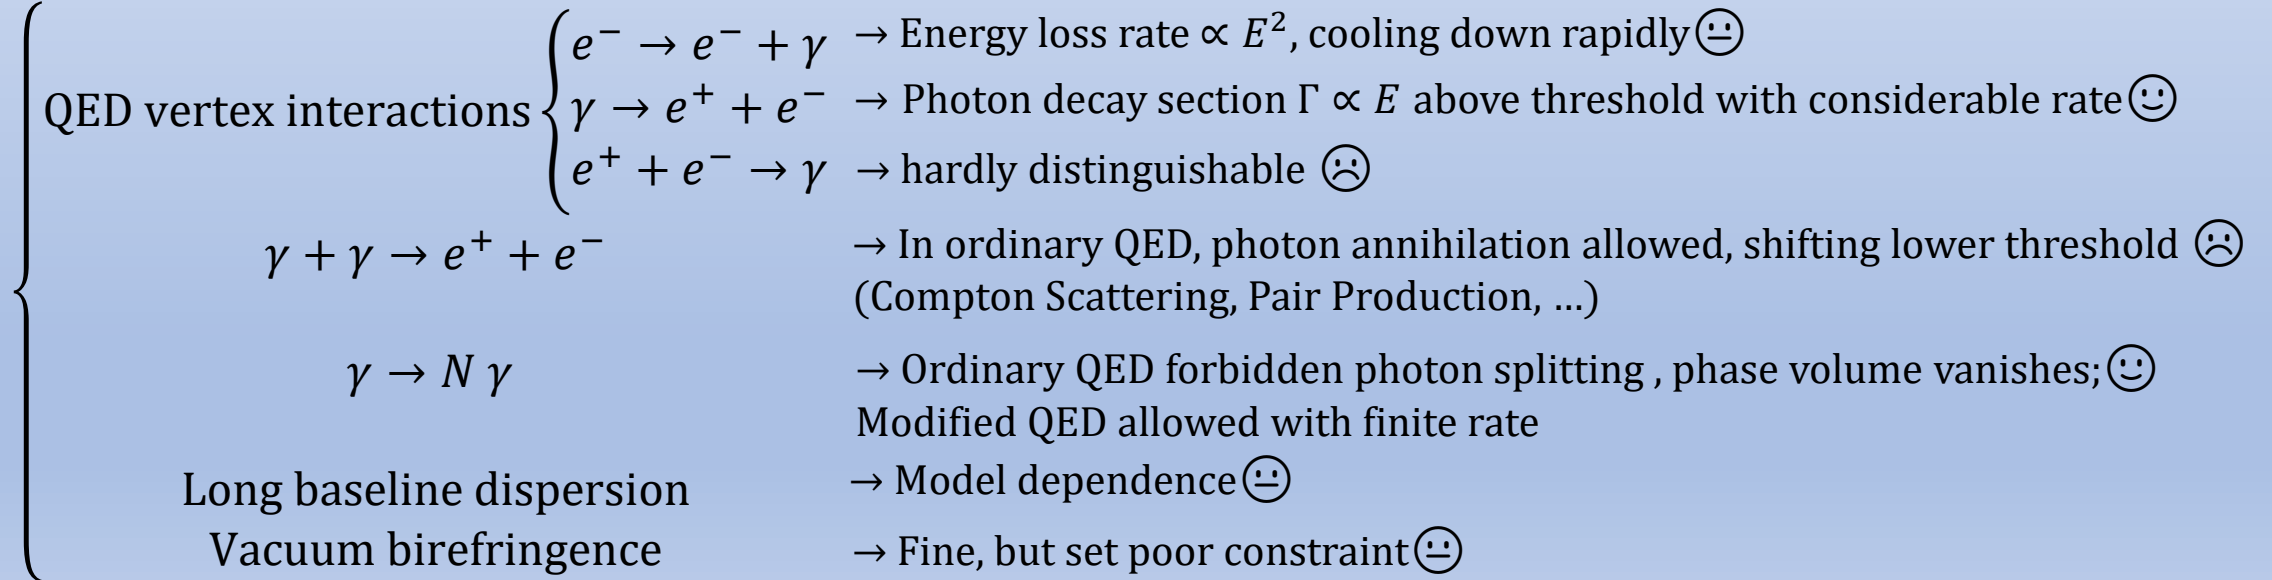 e⁻ → e⁻ + γ → Energy loss rate ∝ E², cooling down rapidly😐
QED vertex interactions γ → e⁺ + e⁻ → Photon decay section Γ ∝ E above threshold with considerable rate🙂
e⁺ + e⁻ → γ → hardly distinguishable ☹
γ + γ → e⁺ + e⁻ → In ordinary QED, photon annihilation allowed, shifting lower threshold ☹
(Compton Scattering, Pair Production, ...)
γ → N γ → Ordinary QED forbidden photon splitting , phase volume vanishes;🙂
Modified QED allowed with finite rate
Long baseline dispersion → Model dependence😐
Vacuum birefringence → Fine, but set poor constraint😐